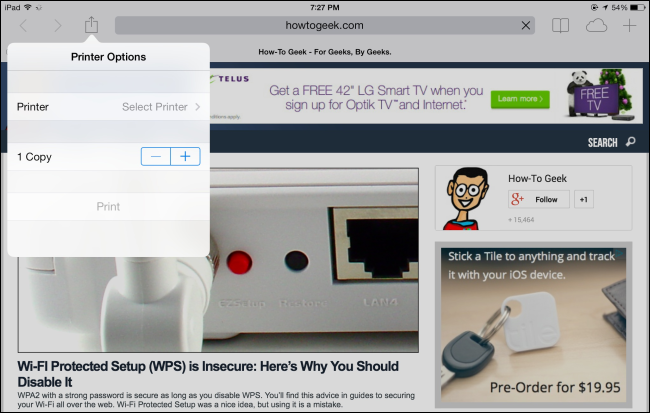 iPad
7:27 PM
54%
howtogeek.com
How-To Geek - For Geeks, By Geeks.
Printer Options
Printer
Select Printer
1 Copy
Print
TELUS
Get a FREE 42" LG Smart TV when you
sign up for Optik TV™ and Internet.
Learn more
FREE
TV
SEARCH
How-To Geek
g+ Follow +1
+ 15,464
LAN6
Stick a Tile to anything and track
it with your iOS device.
tile
Pre-Order for $19.95
Wi-FI Protected Setup (WPS) is Insecure: Here's Why You Should
Disable It
WPA2 with a strong password is secure as long as you disable WPS. You'll find this advice in guides to securing
your Wi-Fi all over the web. Wi-Fi Protected Setup was a nice idea, but using it is a mistake.